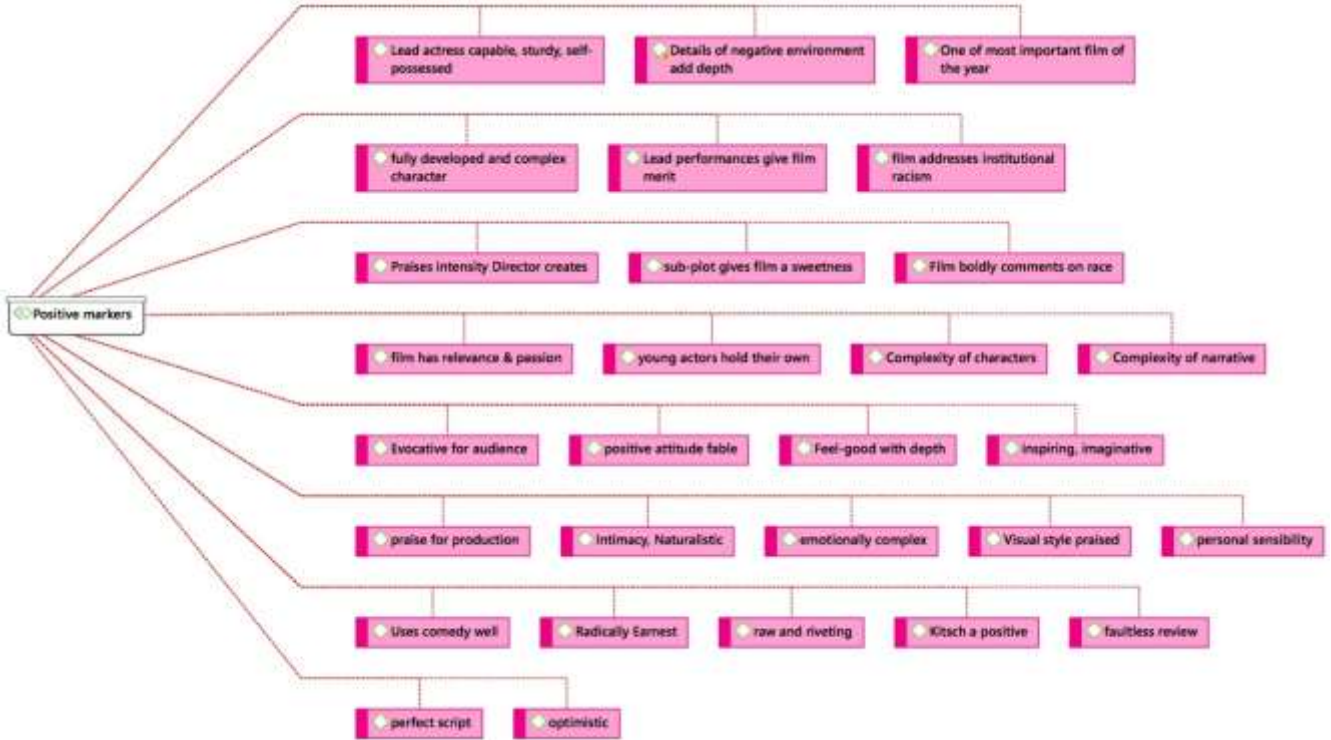 Lead actress capable, sturdy, self-
possessed
Details of negative environment
add depth
One of most important film of
the year
fully developed and complex
character
Lead performances give film
merit
film addresses institutional
racism
Praises intensity Director creates
sub-plot gives film a sweetness
Film boldly comments on race
Positive markers
film has relevance & passion
young actors hold their own
Complexity of characters
Complexity of narrative
Evocative for audience
positive attitude fable
Feel-good with depth
inspiring, imaginative
praise for production
Intimacy, Naturalistic
emotionally complex
Visual style praised
personal sensibility
Uses comedy well
Radically Earnest
raw and riveting
Kitsch a positive
faultless review
perfect script
optimistic